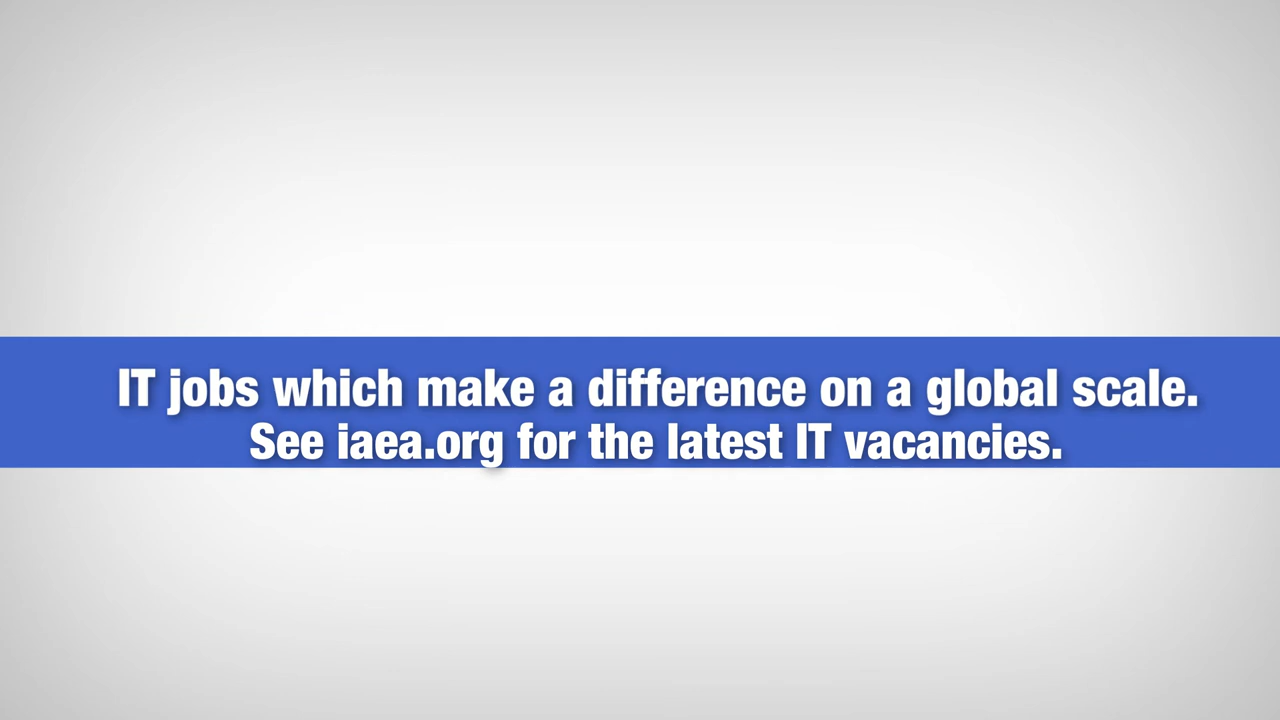 IT jobs which make a difference on a global scale.
See iaea.org for the latest IT vacancies.